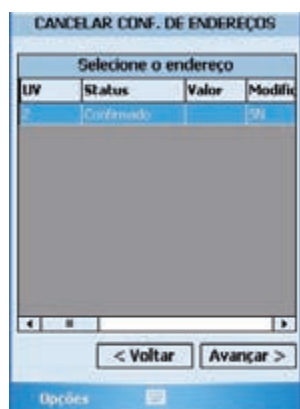 CANCELAR CONF. DE ENDEREÇOS
Selecione o endereço
UV Status Valor Modific
2 Confirmado SN
< Voltar Avançar >
Opções